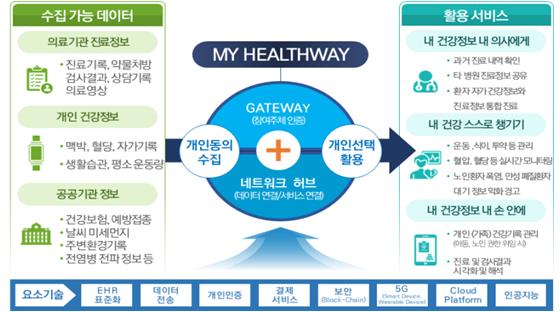 수집 가능 데이터
의료기관 진료정보
• 진료기록, 약물처방
검사결과, 상담기록
의료영상
개인 건강정보
• 맥박, 혈당, 자가기록
• 생활습관, 평소 운동량
공공기관 정보
• 건강보험, 예방접종
• 날씨 미세먼지
• 주변환경기록
• 전염병 전파 정보 등
MY HEALTHWAY
GATEWAY
(참여주체 인증)
개인동의
수집
개인선택
활용
네트워크 허브
(데이터 연결/서비스 연결)
활용 서비스
내 건강정보 내 의사에게
• 과거 진료 내역 확인
• 타 병원 진료정보 공유
• 환자 자가 건강정보와
진료정보 통합 진료
내 건강 스스로 챙기기
• 운동, 식이, 투약 등 관리
• 혈압, 혈당 등 실시간 모니터링
• 노인환자 폭염, 만성 폐질환자
대기 정보 악화 경고
내 건강정보 내 손 안에
• 개인 (가족) 건강기록 관리
(아동, 노인 권한 위임 시)
• 진료 및 검사결과
시각화 및 해석
요소기술
EHR
표준화
데이터
전송
개인인증
결제
서비스
보안
(Block-Chain)
5G
(Smart Device,
Wearable Device)
Cloud
Platform
인공지능